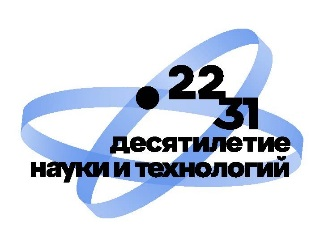 .22
31
десятилетие
науки и технологий